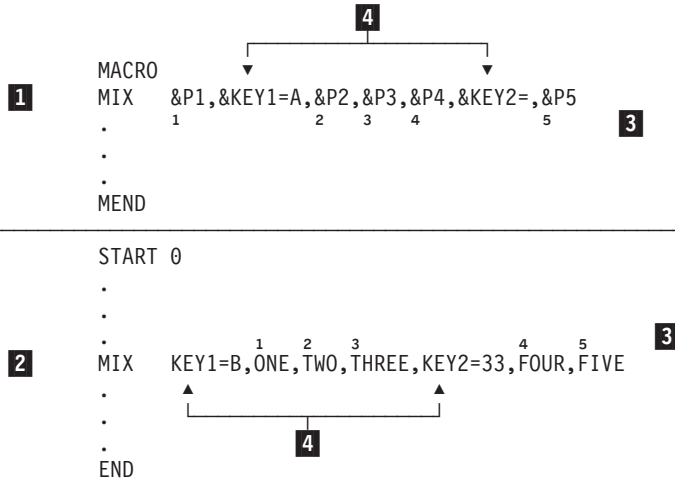 4
MACRO
1 MIX &P1,&KEY1=A,&P2,&P3,&P4,&KEY2=,&P5
1 2 3 4 5 3
.
.
.
MEND
START 0
.
.
.
1 2 3 4 5 3
2 MIX KEY1=B,ONE,TWO,THREE,KEY2=33,FOUR,FIVE
.
.
4
.
END